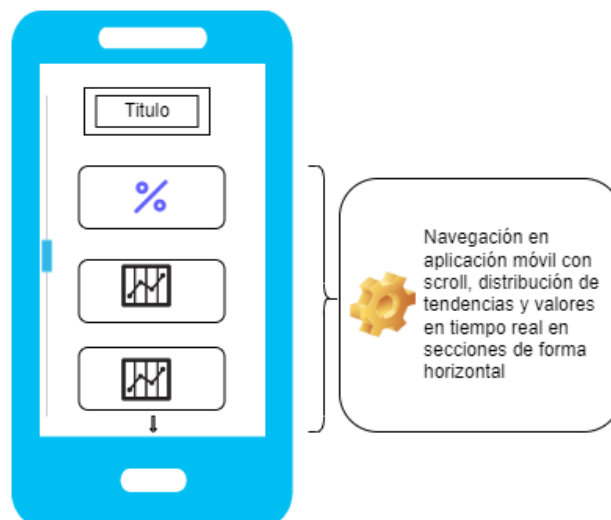 Titulo
%
Navegación en
aplicación móvil con
scroll, distribución de
tendencias y valores
en tiempo real en
secciones de forma
horizontal